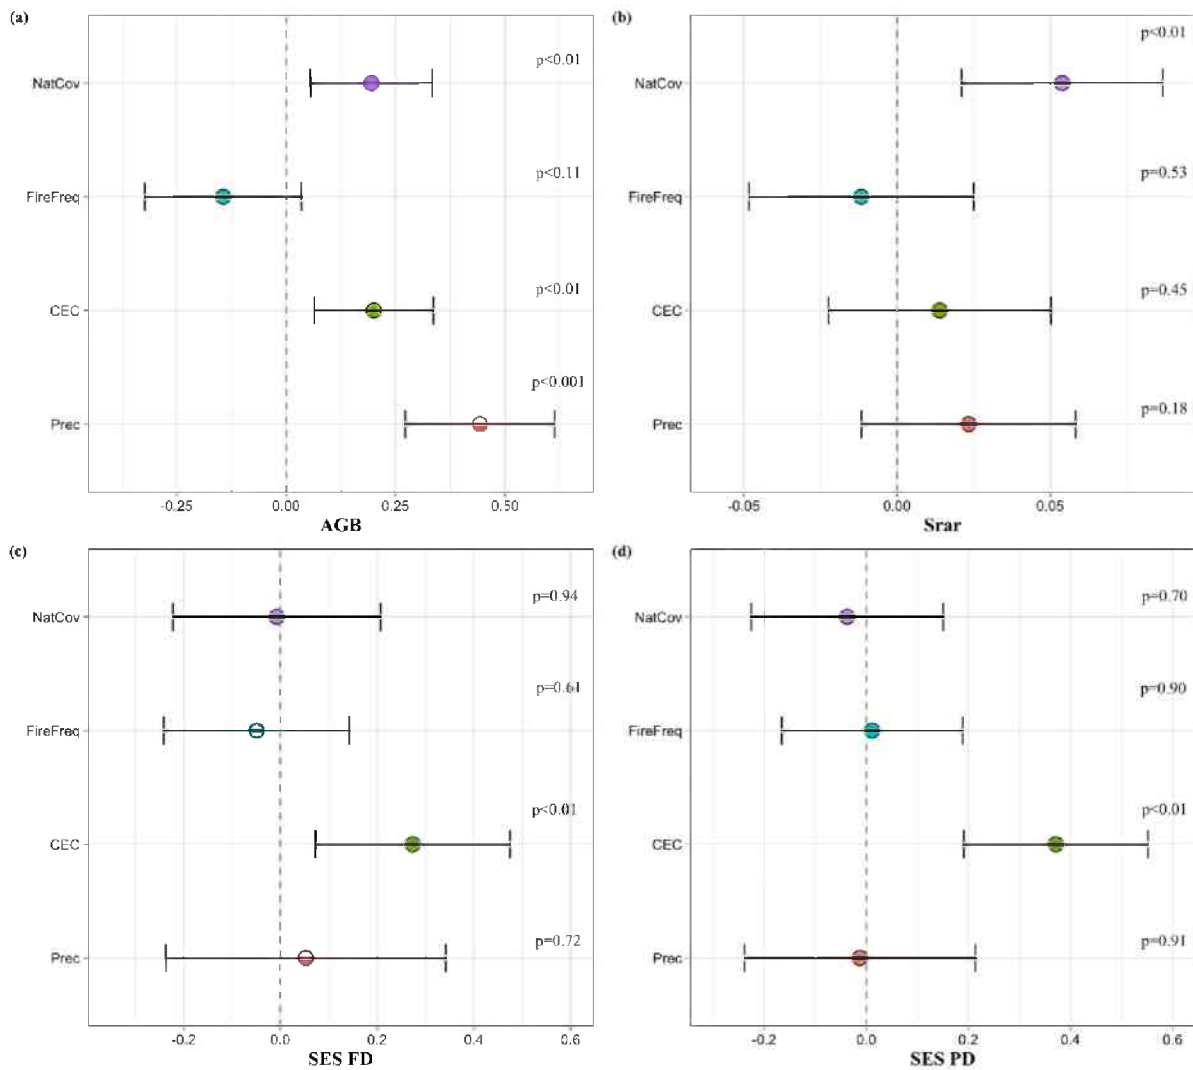 (a)
p<0.01
NatCov
p<0.11
FireFreq
p<0.01
CEC
p<0.001
Prec
-0.25 0.00 0.25 0.50
AGB
(b)
p<0.01
NatCov
p=0.53
FireFreq
p=0.45
CEC
p=0.18
Prec
-0.05 0.00 0.05
Srar
(c)
p=0.94
NatCov
p=0.61
FireFreq
p<0.01
CEC
p=0.72
Prec
-0.2 0.0 0.2 0.4 0.6
SES FD
(d)
p=0.70
NatCov
p=0.90
FireFreq
p<0.01
CEC
p=0.91
Prec
-0.2 0.0 0.2 0.4 0.6
SES PD